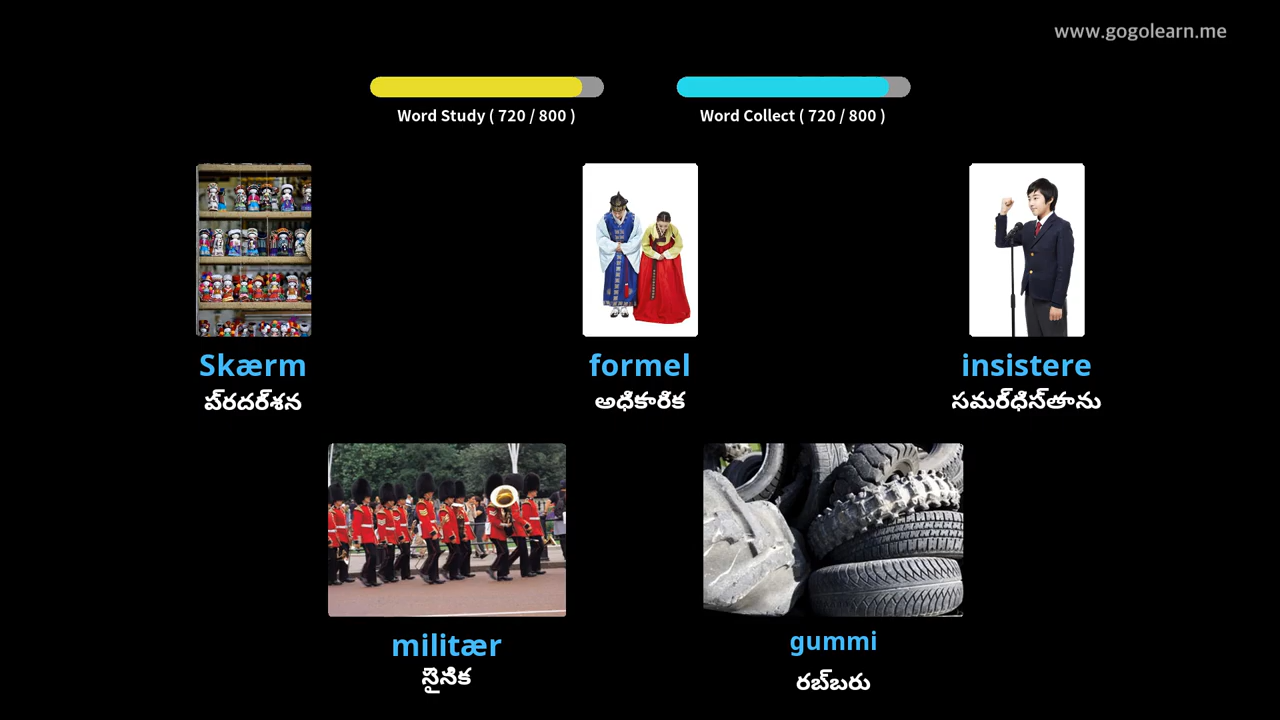 www.gogolearn.me
Word Study ( 720 / 800 )
Word Collect ( 720 / 800 )
Skærm
ప్రదర్శన
formel
అధికారిక
insistere
సమర్ధిస్తాను
militær
సైనిక
gummi
రబ్బరు